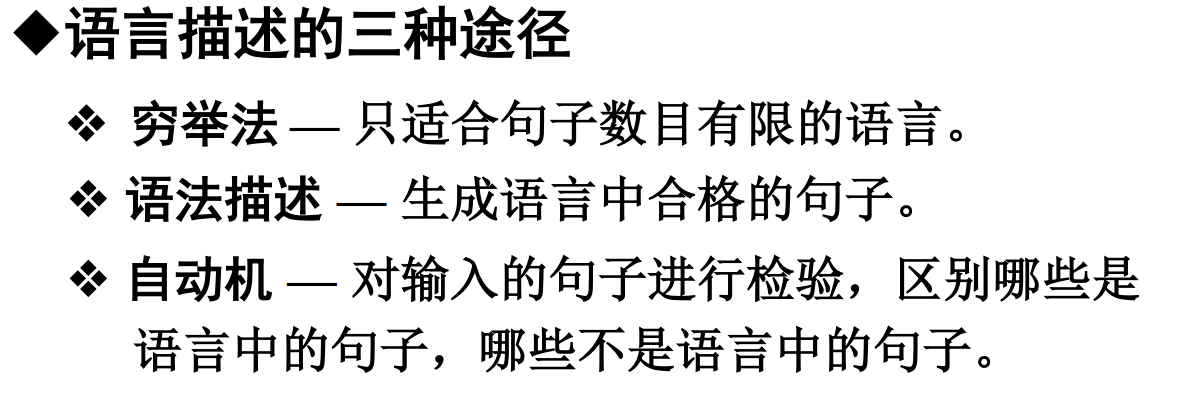 ◆语言描述的三种途径
❖ 穷举法 — 只适合句子数目有限的语言。
❖ 语法描述 — 生成语言中合格的句子。
❖ 自动机 — 对输入的句子进行检验，区别哪些是
语言中的句子，哪些不是语言中的句子。